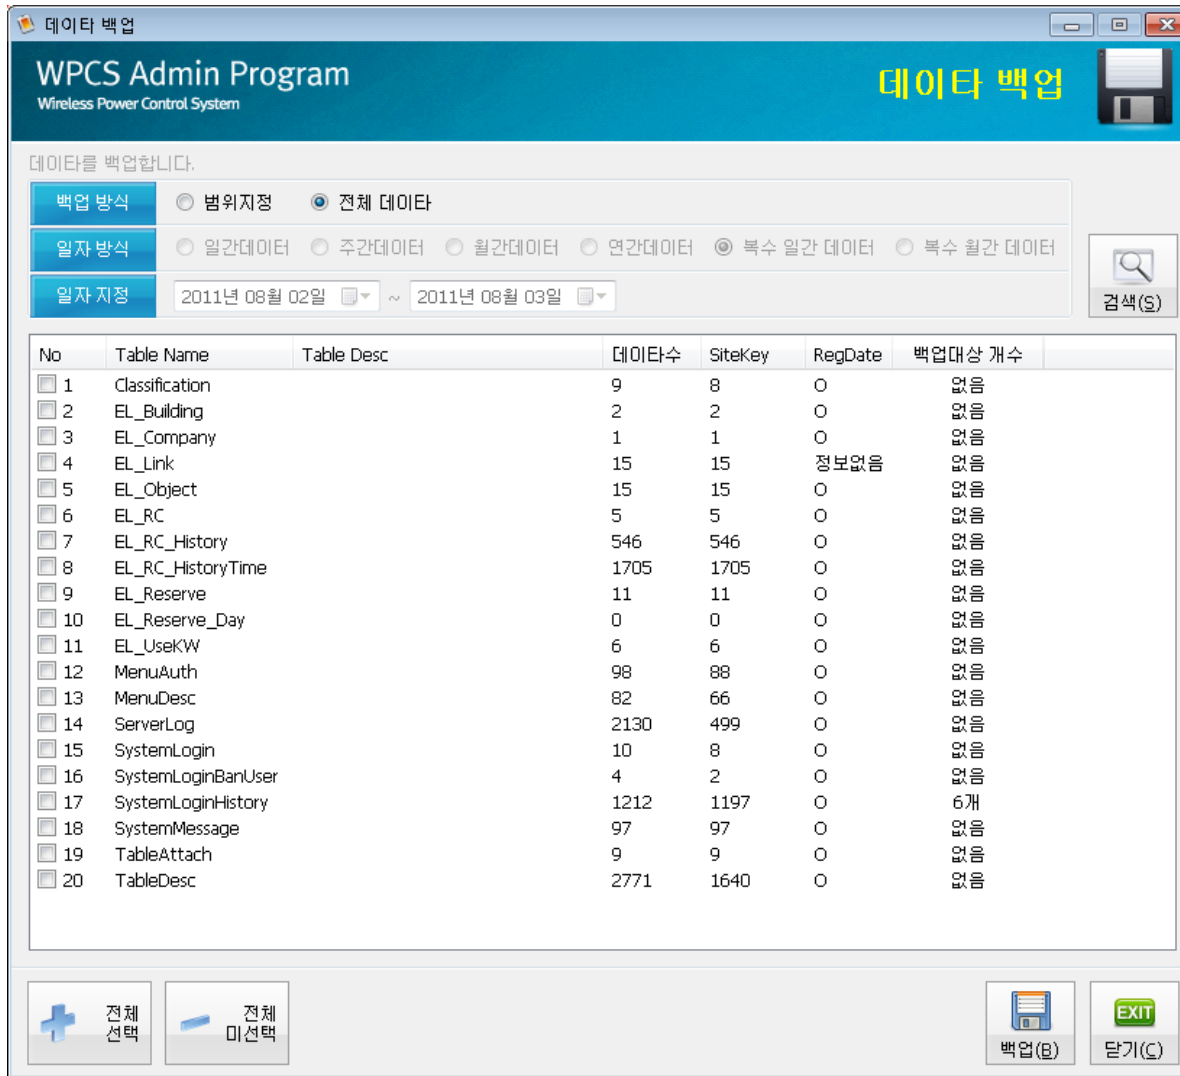 데이타 백업
WPCS Admin Program
Wireless Power Control System
데이타 백업
데이타를 백업합니다.
백업 방식 범위지정 전체 데이타
일자 방식 일간데이터 주간데이터 월간데이터 연간데이터 복수 일간 데이터 복수 월간 데이터
일자 지정 2011년 08월 02일 ~ 2011년 08월 03일
검색(S)
No Table Name Table Desc 데이타수 SiteKey RegDate 백업대상 개수
1 Classification 9 8 O 없음
2 EL_Building 2 2 O 없음
3 EL_Company 1 1 O 없음
4 EL_Link 15 15 정보없음 없음
5 EL_Object 15 15 O 없음
6 EL_RC 5 5 O 없음
7 EL_RC_History 546 546 O 없음
8 EL_RC_HistoryTime 1705 1705 O 없음
9 EL_Reserve 11 11 O 없음
10 EL_Reserve_Day 0 0 O 없음
11 EL_UseKW 6 6 O 없음
12 MenuAuth 98 88 O 없음
13 MenuDesc 82 66 O 없음
14 ServerLog 2130 499 O 없음
15 SystemLogin 10 8 O 없음
16 SystemLoginBanUser 4 2 O 없음
17 SystemLoginHistory 1212 1197 O 6개
18 SystemMessage 97 97 O 없음
19 TableAttach 9 9 O 없음
20 TableDesc 2771 1640 O 없음
전체
선택
전체
미선택
백업(B)
EXIT
닫기(C)